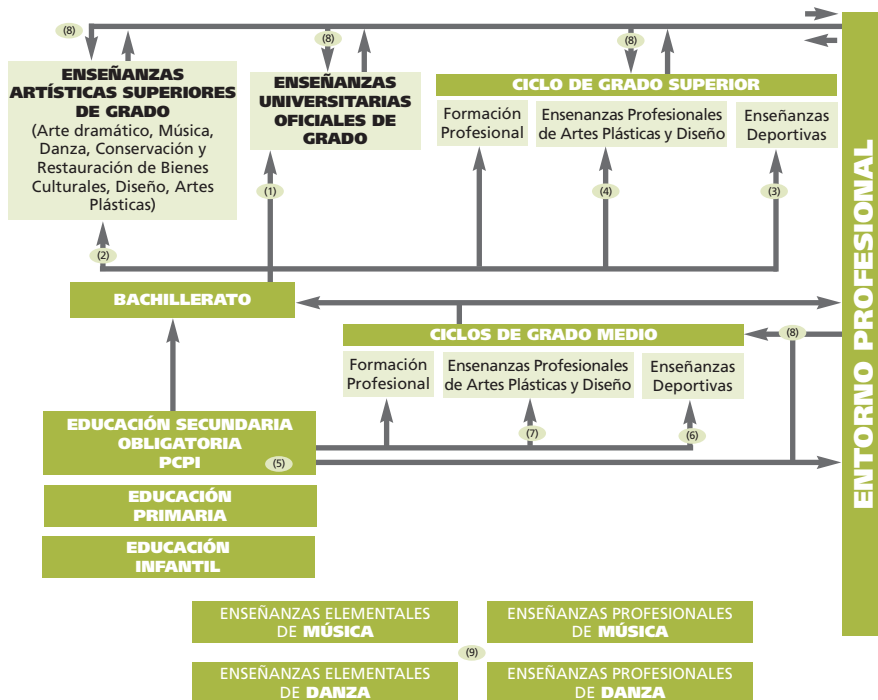 (8)
(8)
(8)
ENSEÑANZAS
ARTÍSTICAS SUPERIORES
DE GRADO
(Arte dramático, Música,
Danza, Conservación y
Restauración de Bienes
Culturales, Diseño, Artes
Plásticas)
ENSEÑANZAS
UNIVERSITARIAS
OFICIALES DE
GRADO
CICLO DE GRADO SUPERIOR
Formación
Profesional
Ensenanzas Profesionales
de Artes Plásticas y Diseño
Enseñanzas
Deportivas
(1)
(4)
(3)
(2)
BACHILLERATO
CICLOS DE GRADO MEDIO
(8)
Formación
Profesional
Ensenanzas Profesionales
de Artes Plásticas y Diseño
Enseñanzas
Deportivas
(7)
(6)
EDUCACIÓN SECUNDARIA
OBLIGATORIA
PCPI
(5)
EDUCACIÓN
PRIMARIA
EDUCACIÓN
INFANTIL
ENTORNO PROFESIONAL
ENSEÑANZAS ELEMENTALES
DE MÚSICA
ENSEÑANZAS PROFESIONALES
DE MÚSICA
(9)
ENSEÑANZAS ELEMENTALES
DE DANZA
ENSEÑANZAS PROFESIONALES
DE DANZA